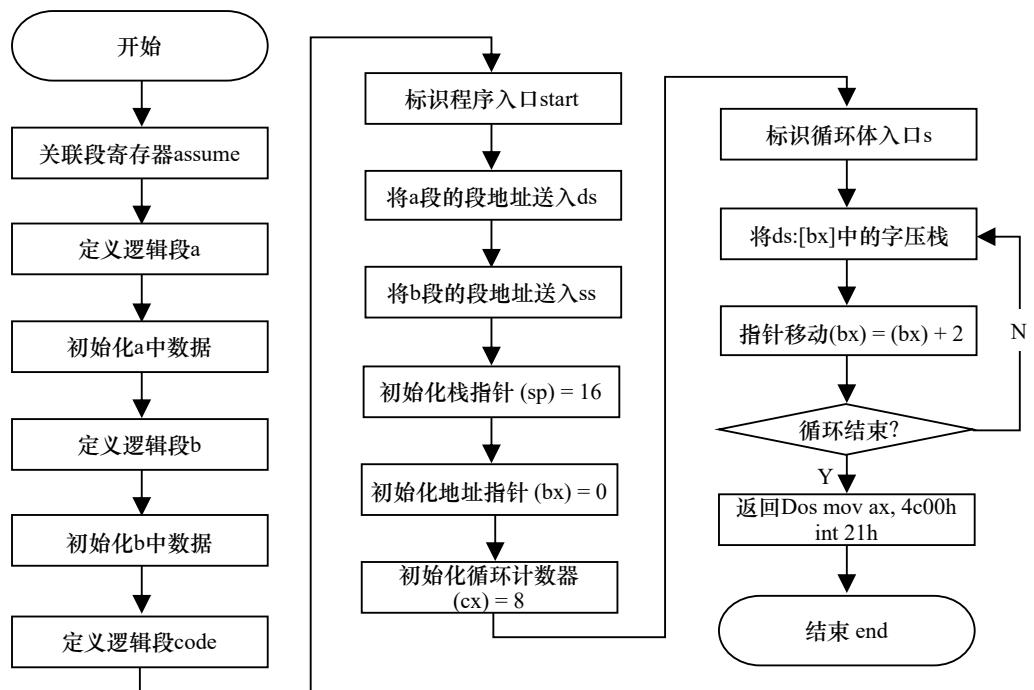 开始
关联段寄存器assume
定义逻辑段a
初始化a中数据
定义逻辑段b
初始化b中数据
定义逻辑段code
标识程序入口start
将a段的段地址送入ds
将b段的段地址送入ss
初始化栈指针 (sp) = 16
初始化地址指针 (bx) = 0
初始化循环计数器
(cx) = 8
标识循环体入口s
将ds:[bx]中的字压栈
指针移动(bx) = (bx) + 2
N
循环结束?
Y
返回Dos mov ax, 4c00h
int 21h
结束 end